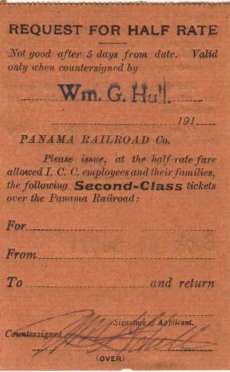 REQUEST FOR HALF RATE
Not good after 5 days from date. Valid
only when countersigned by
Wm. G. Hull.
191
PANAMA RAILROAD Co.
Please issue, at the half-rate fare
allowed I. C. C. employees and their families,
the following Second-Class tickets
over the Panama Railroad:
For
From
To and return
Signature of Applicant.
Countersigned
(OVER)